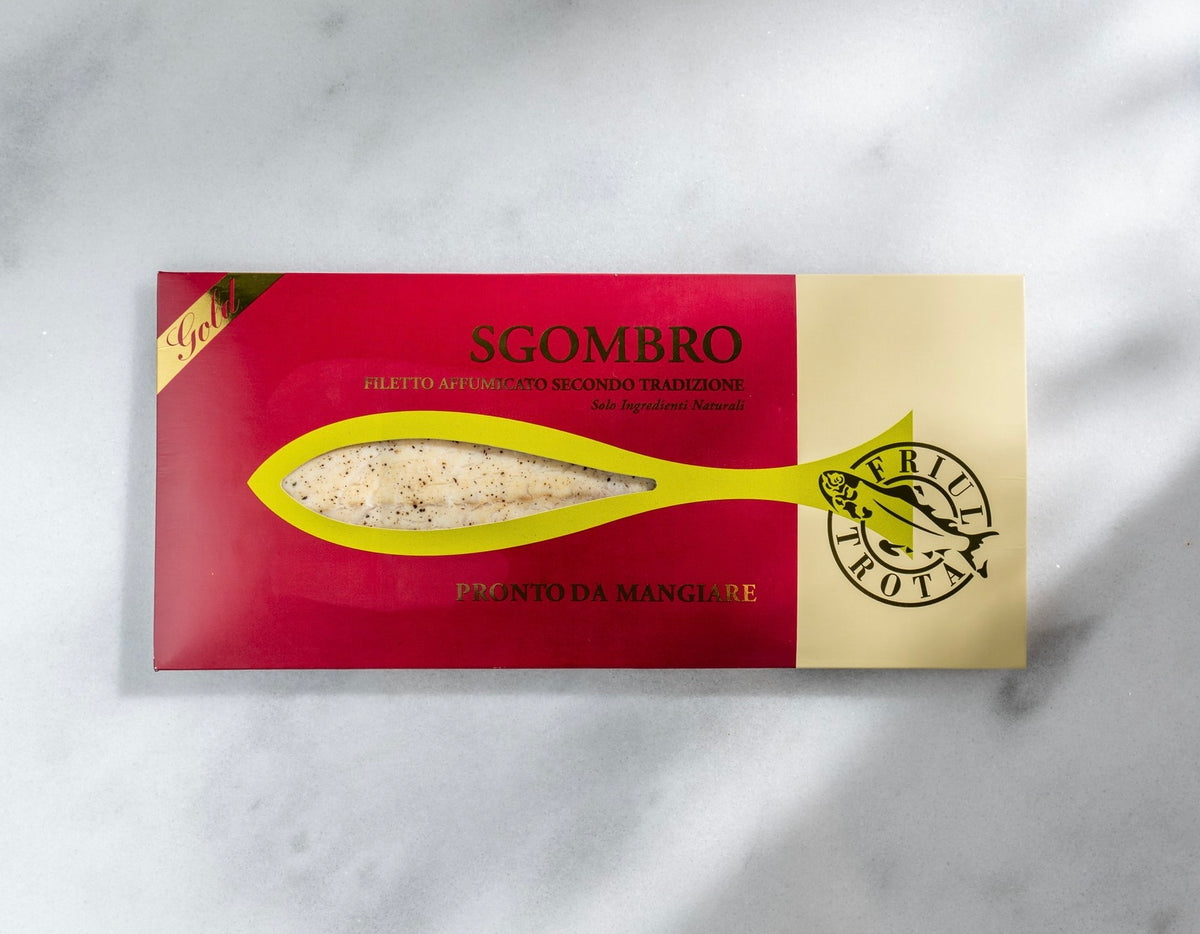 Gold
SGOMBRO
FILETTO AFFUMICATO SECONDO TRADIZIONE
Solo Ingredienti Naturali
FRIUL
TROTA
PRONTO DA MANGIARE